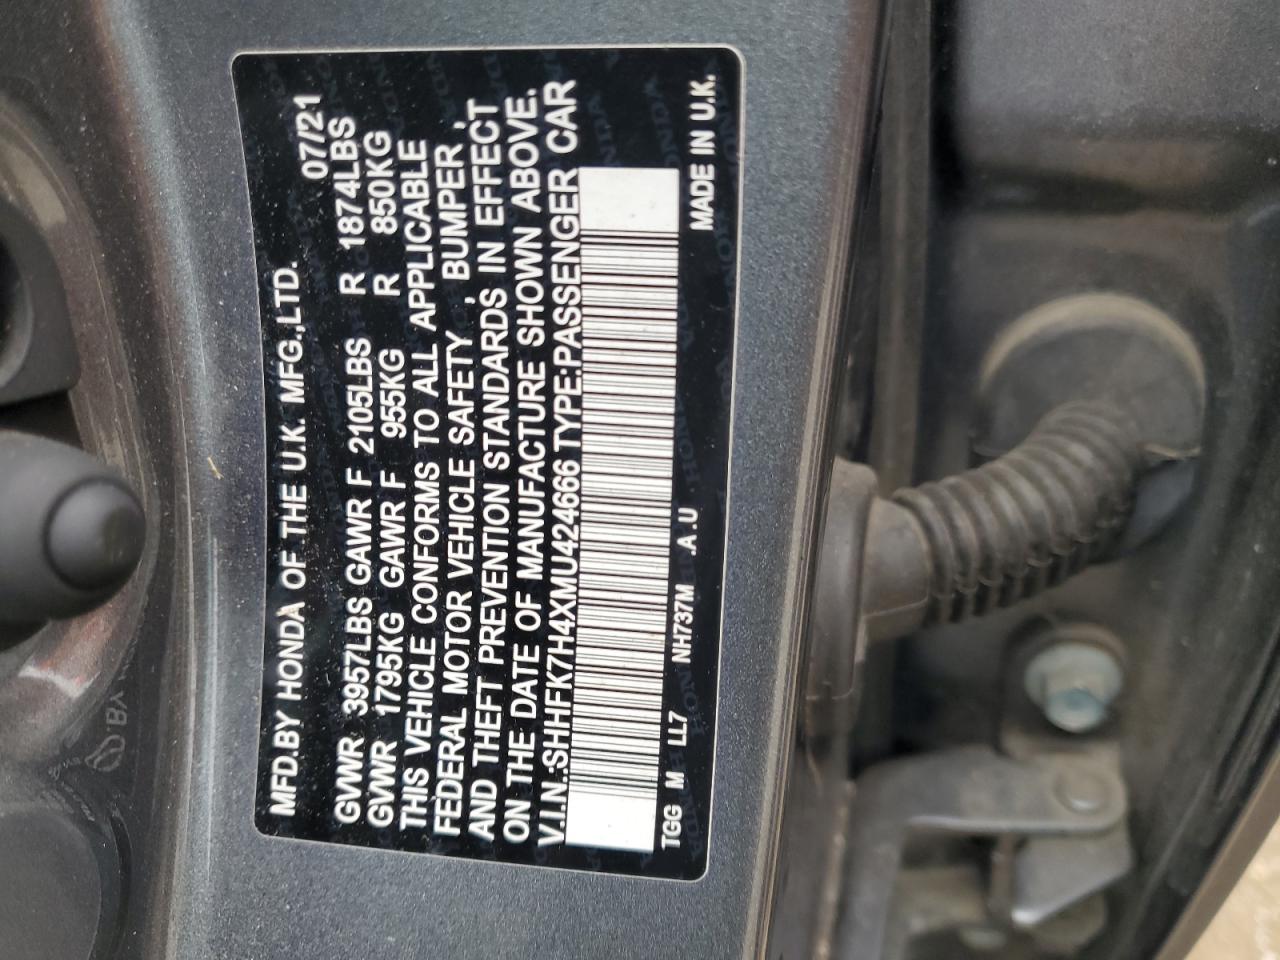 MFD.BY HONDA OF THE U.K. MFG.,LTD. 07/21
GVWR 3957LBS GAWR F 2105LBS R 1874LBS
GVWR 1795KG GAWR F 955KG R 850KG
THIS VEHICLE CONFORMS TO ALL APPLICABLE
FEDERAL MOTOR VEHICLE SAFETY , BUMPER ,
AND THEFT PREVENTION STANDARDS IN EFFECT
ON THE DATE OF MANUFACTURE SHOWN ABOVE.
V.I.N.:SHHFK7H4XMU424666 TYPE:PASSENGER CAR
TGG M LL7 NH737M .A.U MADE IN U.K.